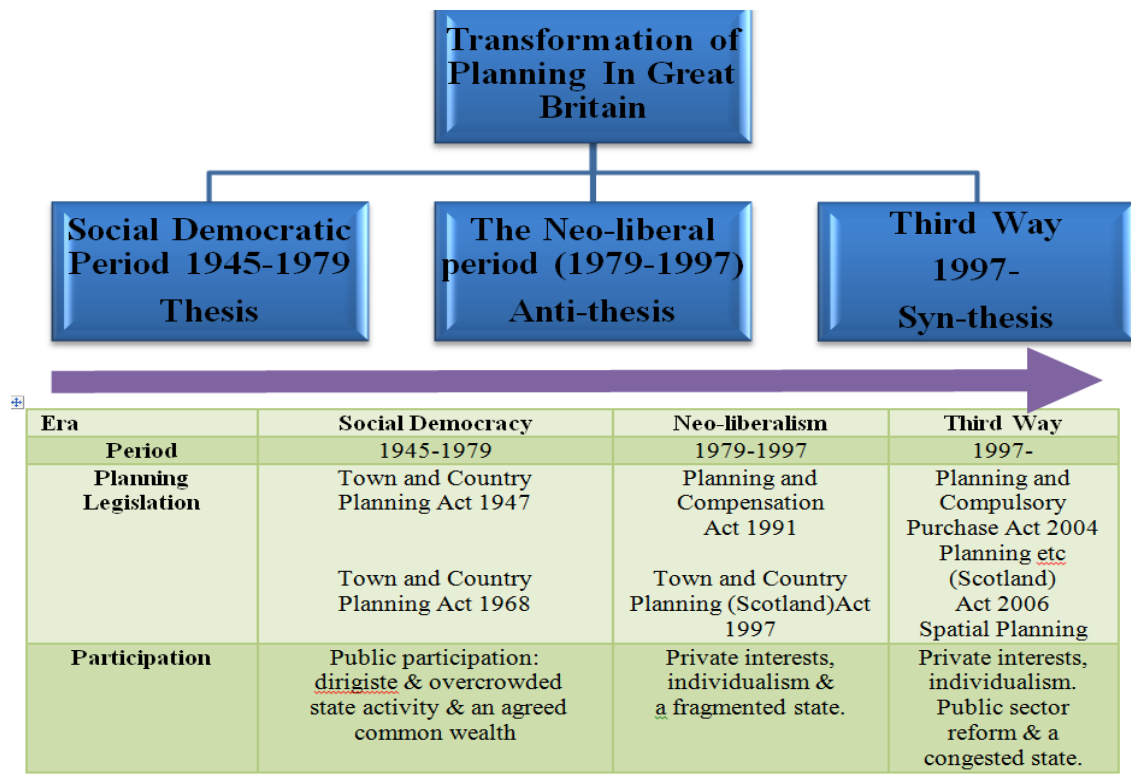 Transformation of
Planning In Great
Britain
Social Democratic
Period 1945-1979
Thesis
The Neo-liberal
period (1979-1997)
Anti-thesis
Third Way
1997-
Syn-thesis
Era
Social Democracy
Neo-liberalism
Third Way
Period
1945-1979
1979-1997
1997-
Planning
Legislation
Town and Country
Planning Act 1947
Town and Country
Planning Act 1968
Planning and
Compensation
Act 1991
Town and Country
Planning (Scotland)Act
1997
Planning and
Compulsory
Purchase Act 2004
Planning etc
(Scotland)
Act 2006
Spatial Planning
Participation
Public participation:
dirigiste & overcrowded
state activity & an agreed
common wealth
Private interests,
individualism &
a fragmented state.
Private interests,
individualism.
Public sector
reform & a
congested state.